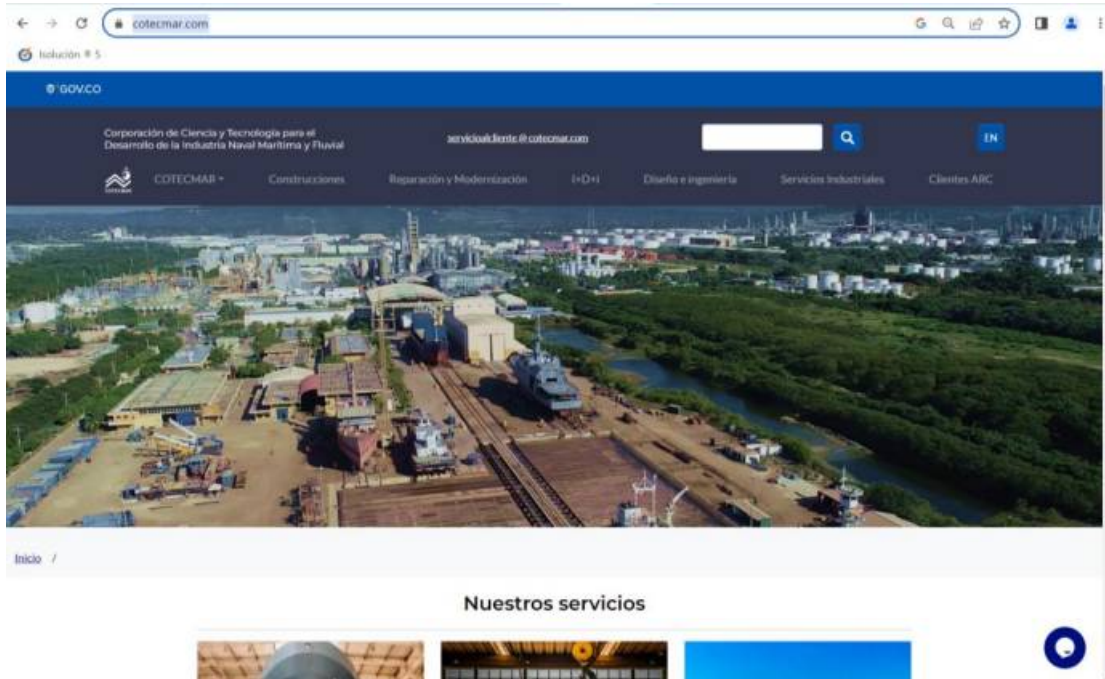 cotecmar.com
Isolución ® 5
GOV.CO
Corporación de Ciencia y Tecnología para el
Desarrollo de la Industria Naval Marítima y Fluvial
servicioalcliente@cotecmar.com
EN
COTECMAR
COTECMAR Construcciones Reparación y Modernización I+D+I Diseño e ingeniería Servicios Industriales Clientes ARC
Inicio /
Nuestros servicios